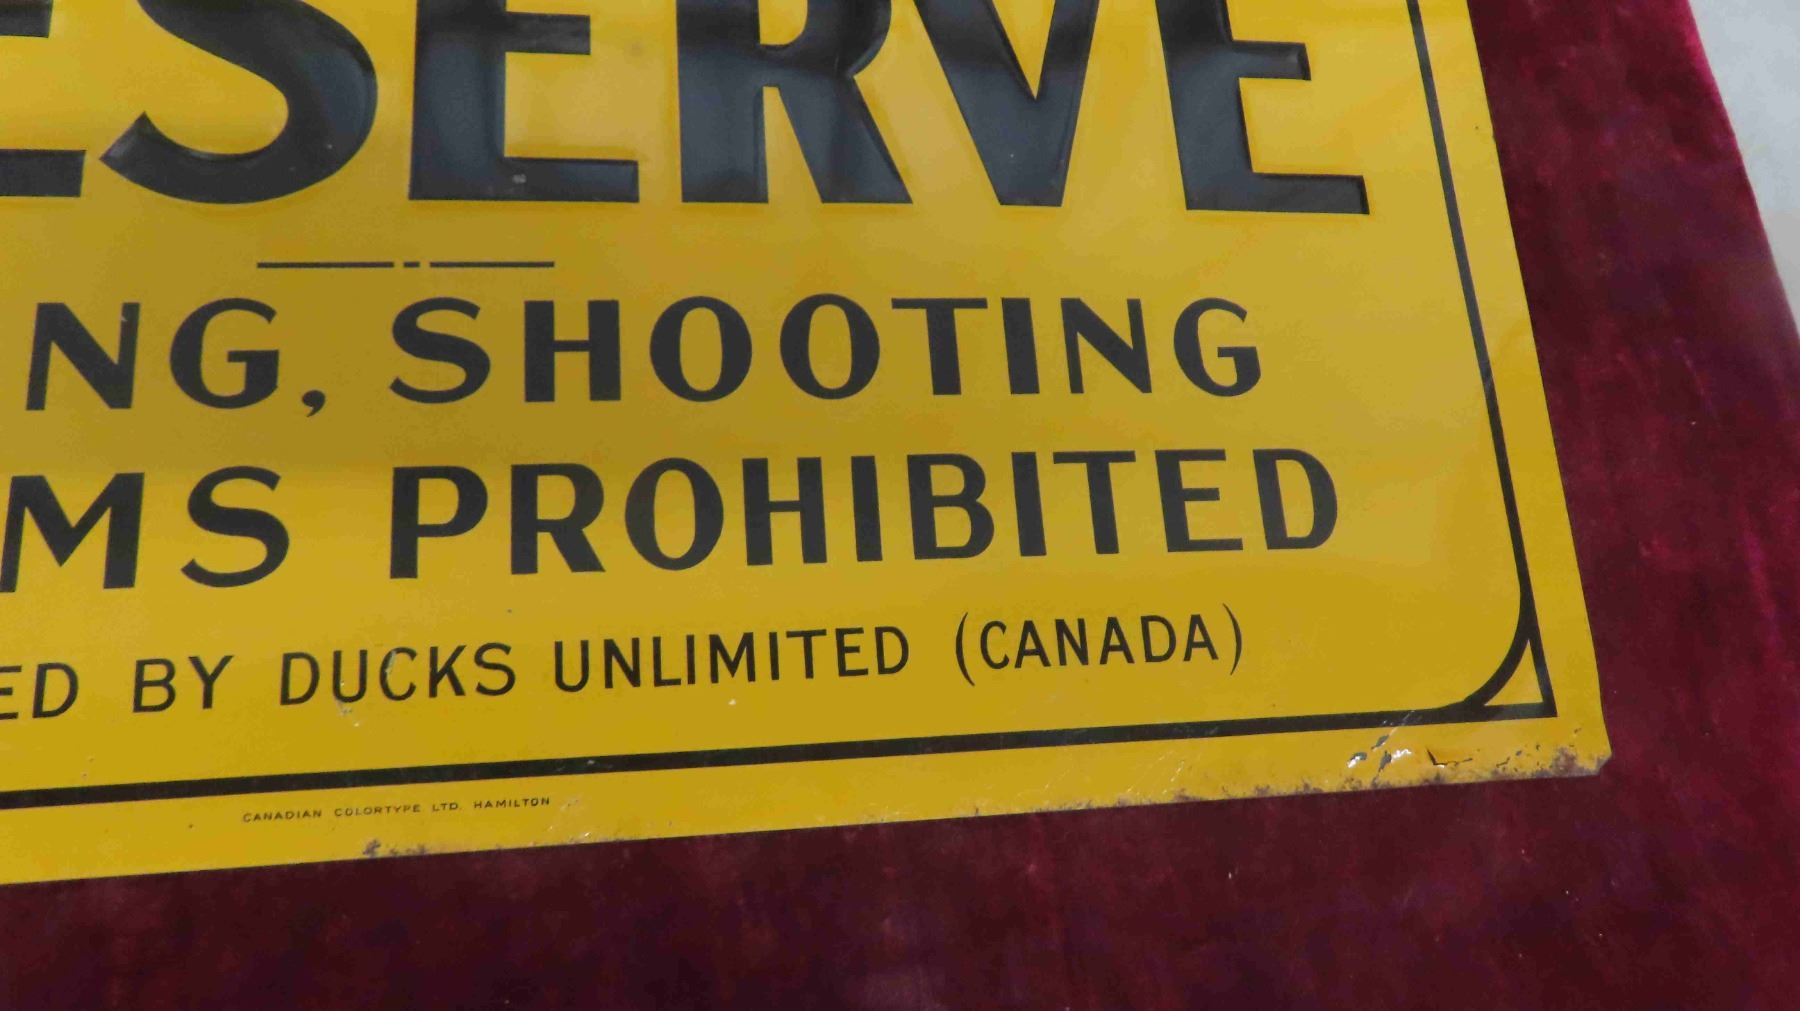 ESERVE
NG, SHOOTING
MS PROHIBITED
ED BY DUCKS UNLIMITED (CANADA)
CANADIAN COLORTYPE LTD. HAMILTON